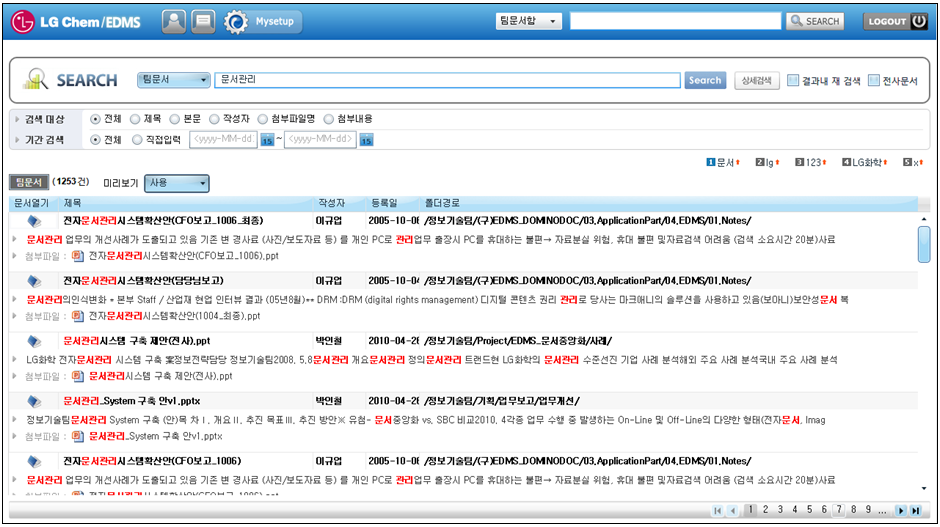 LG Chem/EDMS Mysetup 팀문서함 SEARCH LOGOUT
SEARCH 팀문서 문서관리 Search 상세검색 결과내 재 검색 전사문서
검색 대상 전체 제목 본문 작성자 첨부파일명 첨부내용
기간 검색 전체 직접입력 <yyyy-MM-dd> 15 ~ <yyyy-MM-dd> 15
1 문서 2 lg 3 123 4 LG화학 5 x
팀문서 (1253건) 미리보기 사용
문서열기 제목 작성자 등록일 폴더경로
전자문서관리시스템확산안(CFO보고_1006_최종) 이규업 2005-10-06 /정보기술팀/(구)EDMS_DOMINODOC/03.ApplicationPart/04.EDMS/01.Notes/
문서관리 업무의 개선사례가 도출되고 있음 기존 변 경사료 (사진/보도자료 등) 를 개인 PC로 관리업무 출장시 PC를 휴대하는 불편→ 자료분실 위험, 휴대 불편 및자료검색 어려움 (검색 소요시간 20분)사료
첨부파일 : 전자문서관리시스템확산안(CFO보고_1006).ppt
전자문서관리시스템확산안(담당님보고) 이규업 2005-10-06 /정보기술팀/(구)EDMS_DOMINODOC/03.ApplicationPart/04.EDMS/01.Notes/
문서관리의인식변화 * 본부 Staff / 산업재 현업 인터뷰 결과 (05년8월)** DRM :DRM (digital rights management) 디지털 콘텐츠 권리 관리로 당사는 마크애니의 솔루션을 사용하고 있음(보아니)보안성문서 복
첨부파일 : 전자문서관리시스템확산안(1004_최종).ppt
문서관리시스템 구축 제안(전사).ppt 박인철 2010-04-26 /정보기술팀/Project/EDMS_문서중앙화/사례/
LG화학 전자문서관리 시스템 구축 案정보전략담당 정보기술팀2008. 5.8문서관리 개요문서관리 정의문서관리 트랜드현 LG화학의 문서관리 수준선진 기업 사례 분석해외 주요 사례 분석국내 주요 사례 분석
첨부파일 : 문서관리시스템 구축 제안(전사).ppt
문서관리_System 구축 안v1.pptx 박인철 2010-04-26 /정보기술팀/기획/업무보고/업무개선/
정보기술팀문서관리 System 구축 (안)목 차Ⅰ. 개요Ⅱ. 추진 목표Ⅲ. 추진 방안※ 유첨- 문서중앙화 vs. SBC 비교2010. 4각종 업무 수행 중 발생하는 On-Line 및 Off-Line의 다양한 형태(전자문서, Imag
첨부파일 : 문서관리_System 구축 안v1.pptx
전자문서관리시스템확산안(CFO보고_1006) 이규업 2005-10-06 /정보기술팀/(구)EDMS_DOMINODOC/03.ApplicationPart/04.EDMS/01.Notes/
문서관리 업무의 개선사례가 도출되고 있음 기존 변 경사료 (사진/보도자료 등) 를 개인 PC로 관리업무 출장시 PC를 휴대하는 불편→ 자료분실 위험, 휴대 불편 및자료검색 어려움 (검색 소요시간 20분)사료
첨부파일 : 전자문서관리시스템확산안(CFO보고_1006).ppt
1 2 3 4 5 6 7 8 9 ...